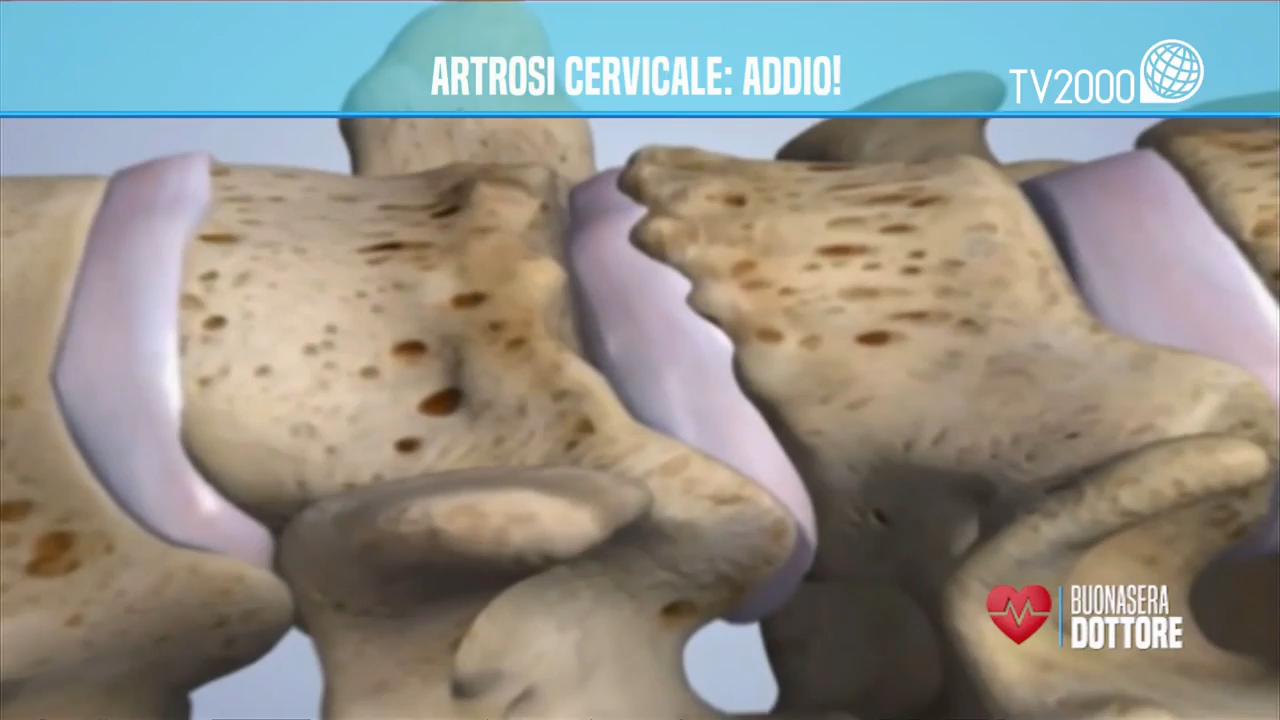 ARTROSI CERVICALE: ADDIO!
TV2000
BUONASERA
DOTTORE